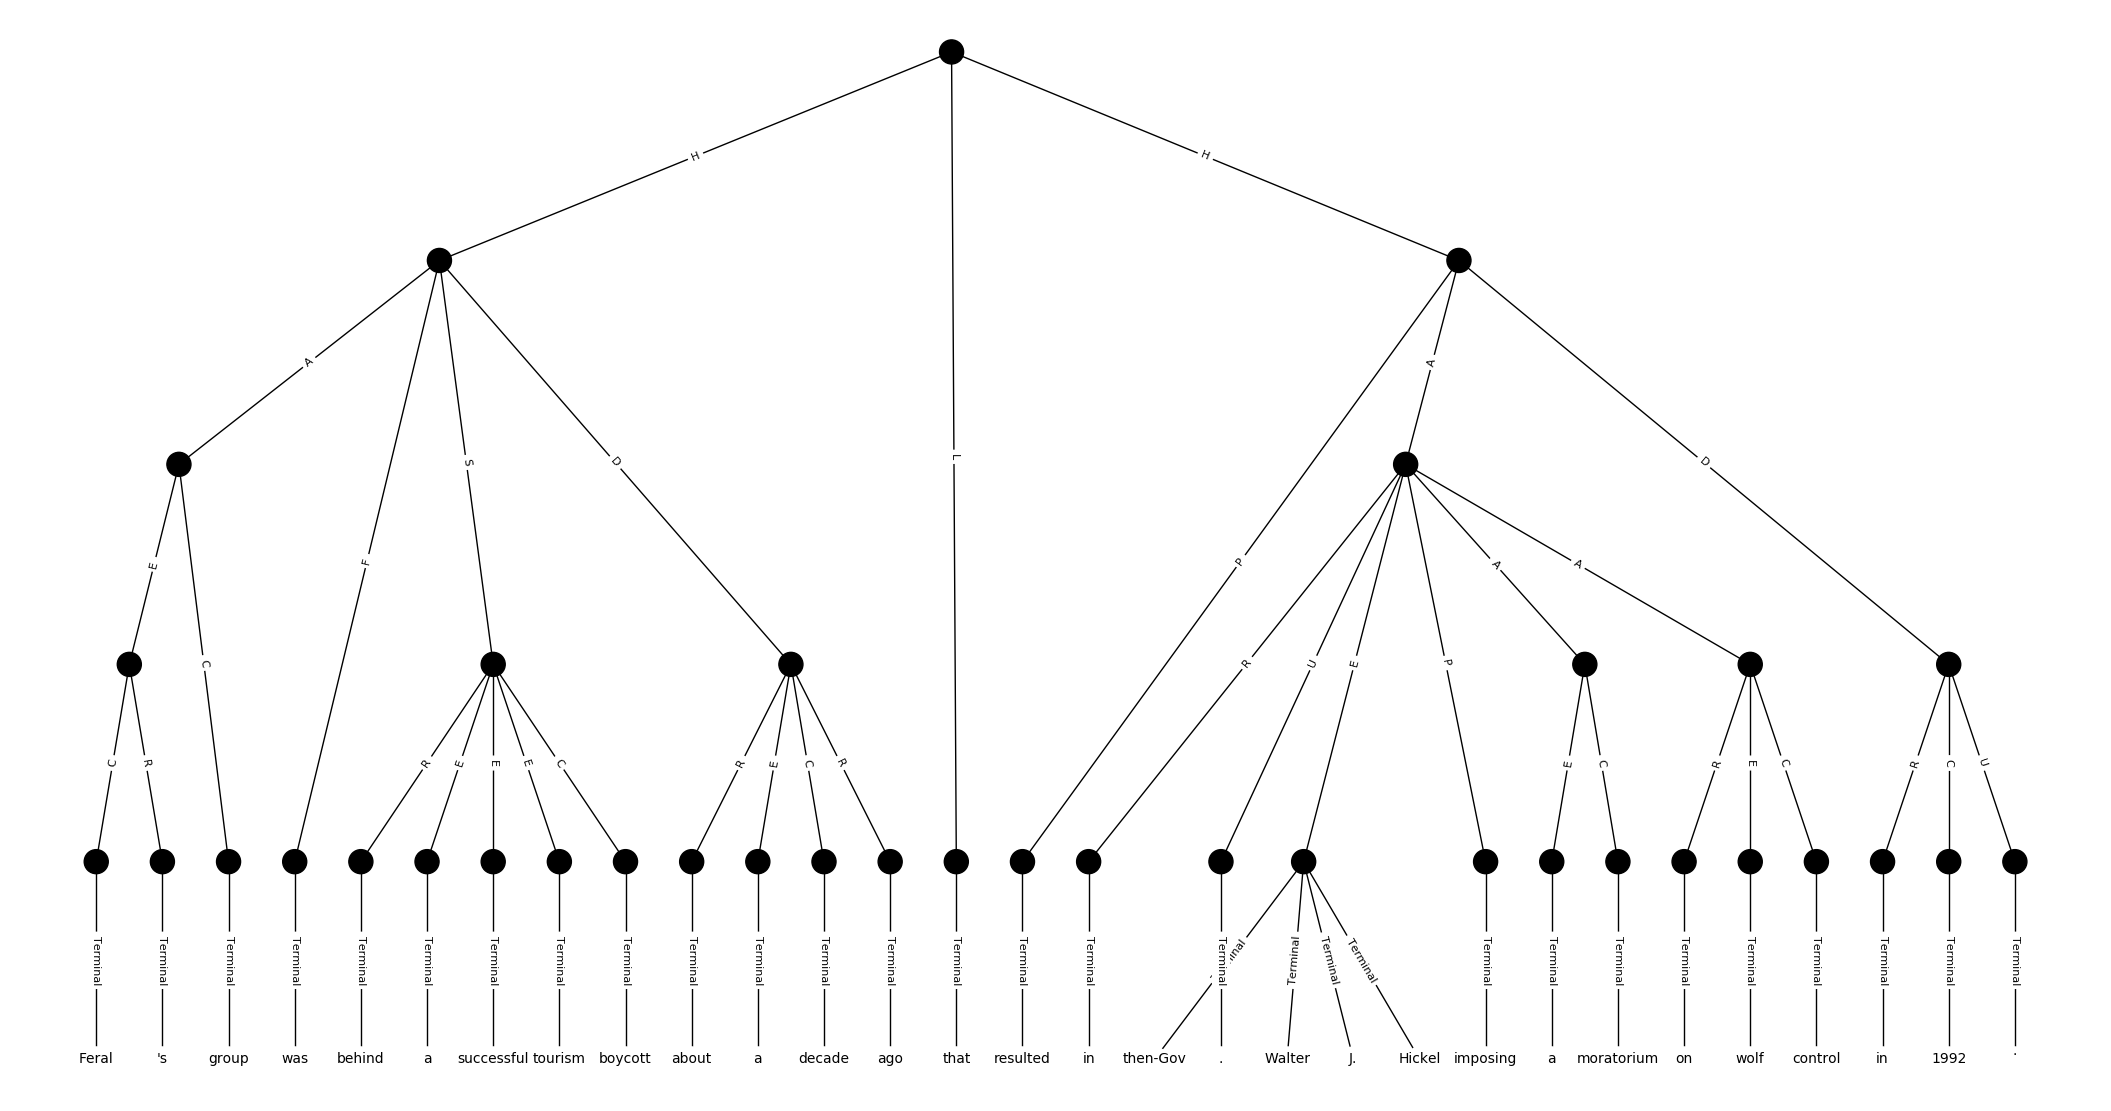 H H
A A
F S D L D
E C P R U E P A A
C R R E E E C R E C R E C R E C R C U
Terminal Terminal Terminal Terminal Terminal Terminal Terminal Terminal Terminal Terminal Terminal Terminal Terminal Terminal Terminal Terminal Terminal Terminal Terminal Terminal Terminal Terminal Terminal Terminal Terminal Terminal Terminal Terminal Terminal
Feral 's group was behind a successful tourism boycott about a decade ago that resulted in then-Gov . Walter J. Hickel imposing a moratorium on wolf control in 1992 .